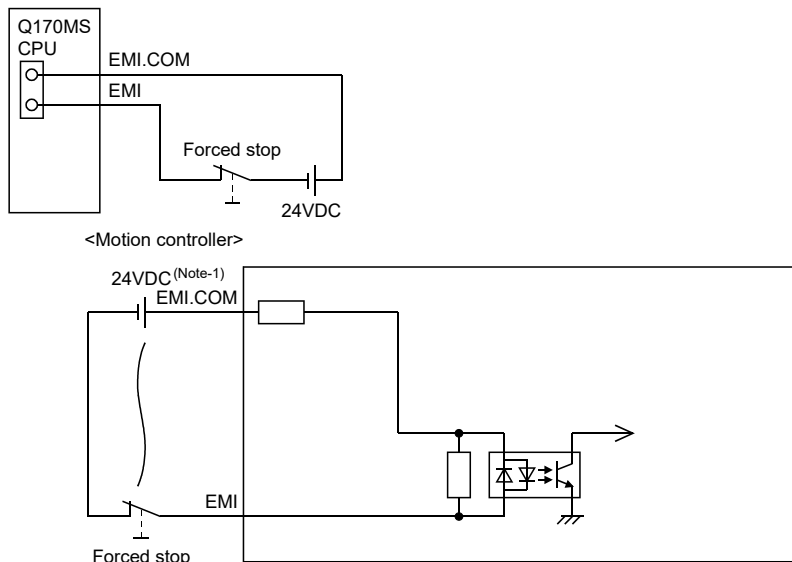 Q170MS
CPU
EMI.COM
EMI
Forced stop
24VDC
<Motion controller>
24VDC(Note-1)
EMI.COM
EMI
Forced stop